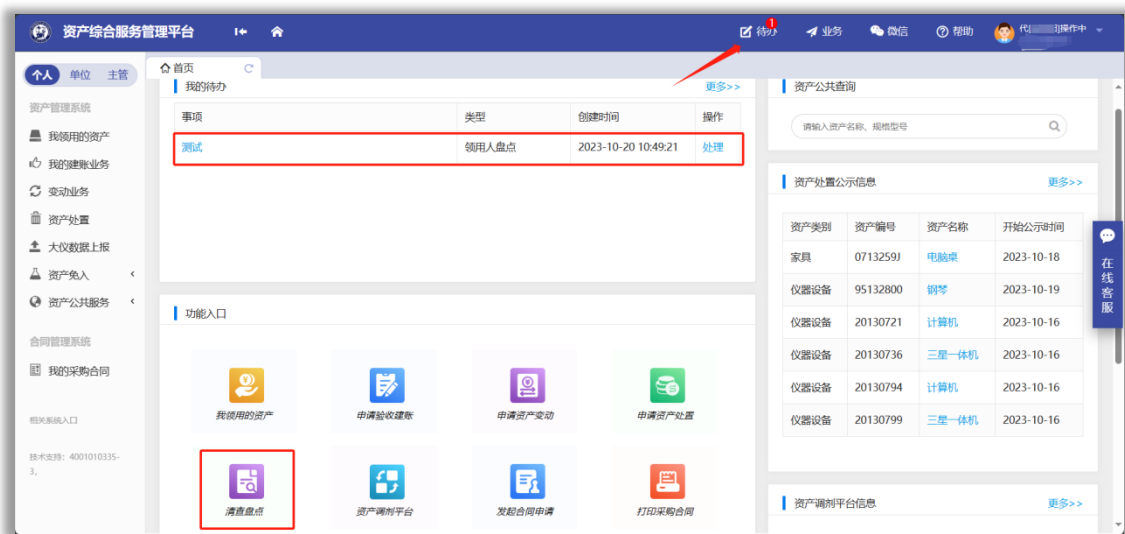 资产综合服务管理平台
待办 1 业务 微信 帮助 代 操作中
个人 单位 主管
首页
资产管理系统
我领用的资产
我的建账业务
变动业务
资产处置
大仪数据上报
资产免入
资产公共服务
合同管理系统
我的采购合同
相关系统入口
技术支持：4001010335-
3,
我的待办 更多>>
事项 类型 创建时间 操作
测试 领用人盘点 2023-10-20 10:49:21 处理
功能入口
我领用的资产 申请验收建账 申请资产变动 申请资产处置
清查盘点 资产调剂平台 发起合同申请 打印采购合同
资产公共查询
请输入资产名称、规格型号
资产处置公示信息 更多>>
资产类别 资产编号 资产名称 开始公示时间
家具 0713259J 电脑桌 2023-10-18
仪器设备 95132800 钢琴 2023-10-19
仪器设备 20130721 计算机 2023-10-16
仪器设备 20130736 三星一体机 2023-10-16
仪器设备 20130794 计算机 2023-10-16
仪器设备 20130799 三星一体机 2023-10-16
资产调剂平台信息 更多>>
在线客服